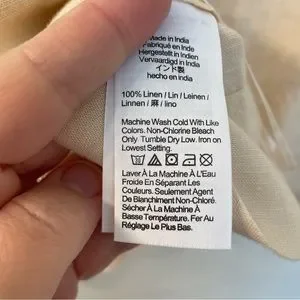 Made in India
Fabriqué en Inde
Hergestellt in Indien
Vervaardigd in India
インド製
hecho en india
100% Linen / Lin / Leinen /
Linnen / 麻 / lino
Machine Wash Cold With Like
Colors. Non-Chlorine Bleach
Only Tumble Dry Low. Iron on
Lowest Setting.
Laver À La Machine À L'Eau
Froide En Séparant Les
Couleurs. Seulement Agent
De Blanchiment Non-Chloré.
Sécher À La Machine À
Basse Température. Fer Au
Réglage Le Plus Bas.